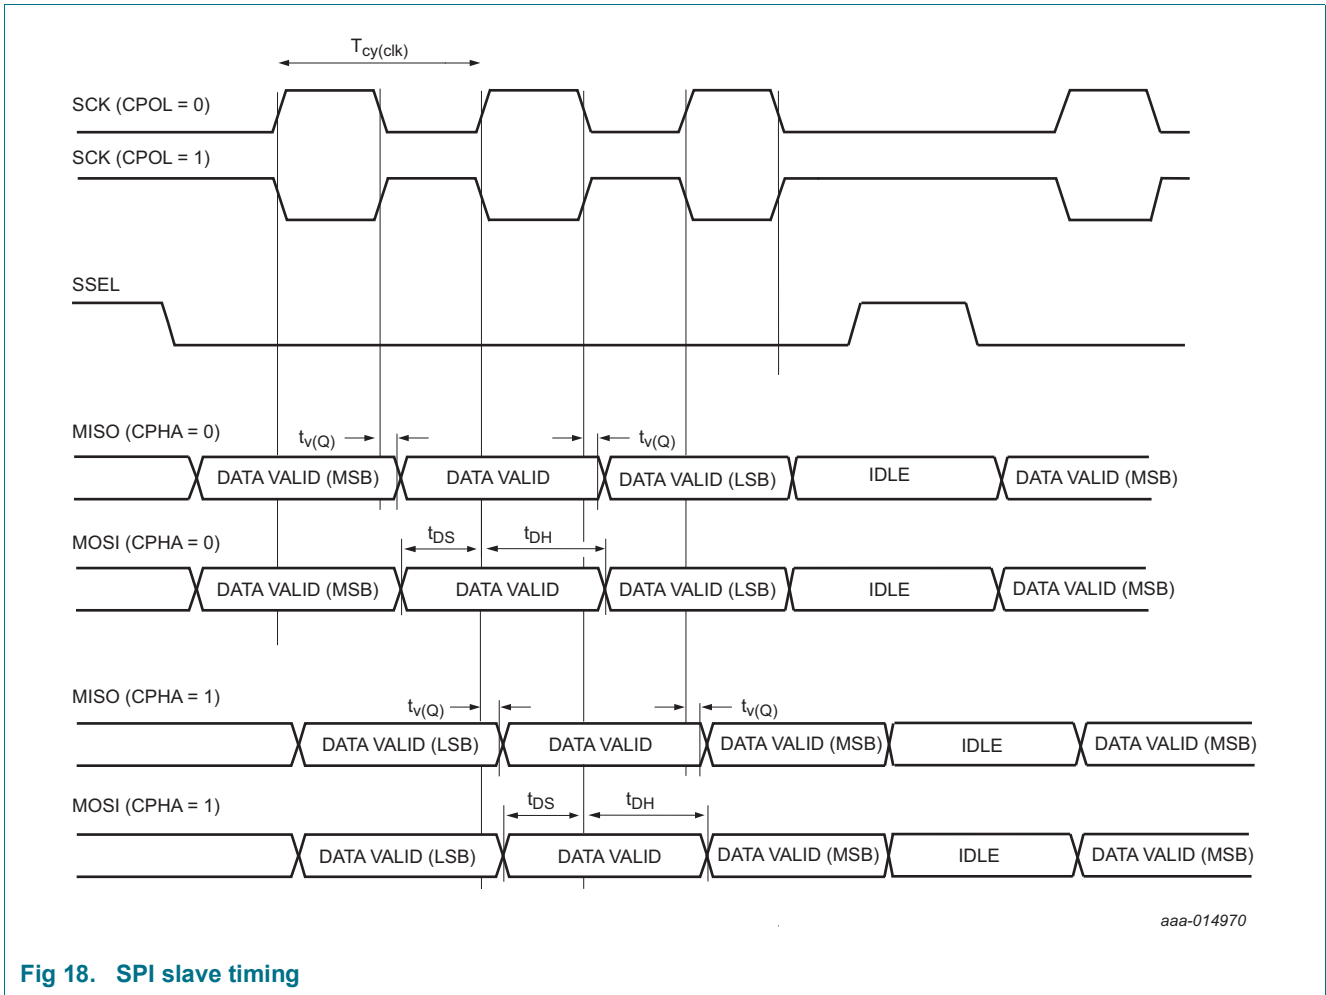 Tcy(clk)
SCK (CPOL = 0)
SCK (CPOL = 1)
SSEL
MISO (CPHA = 0)
tv(Q)
tv(Q)
DATA VALID (MSB)
DATA VALID
DATA VALID (LSB)
IDLE
DATA VALID (MSB)
MOSI (CPHA = 0)
tDS
tDH
DATA VALID (MSB)
DATA VALID
DATA VALID (LSB)
IDLE
DATA VALID (MSB)
MISO (CPHA = 1)
tv(Q)
tv(Q)
DATA VALID (LSB)
DATA VALID
DATA VALID (MSB)
IDLE
DATA VALID (MSB)
MOSI (CPHA = 1)
tDS
tDH
DATA VALID (LSB)
DATA VALID
DATA VALID (MSB)
IDLE
DATA VALID (MSB)
aaa-014970
Fig 18. SPI slave timing